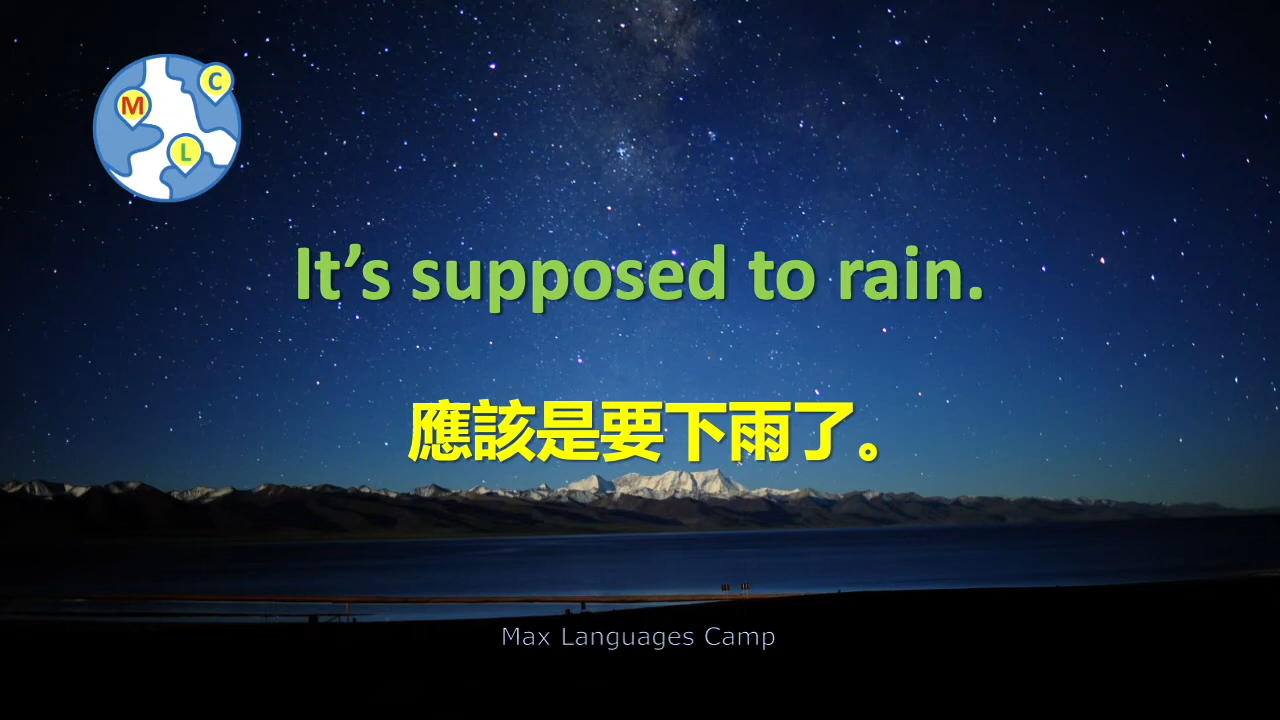 C
M
L
It’s supposed to rain.
應該是要下雨了。
Max Languages Camp